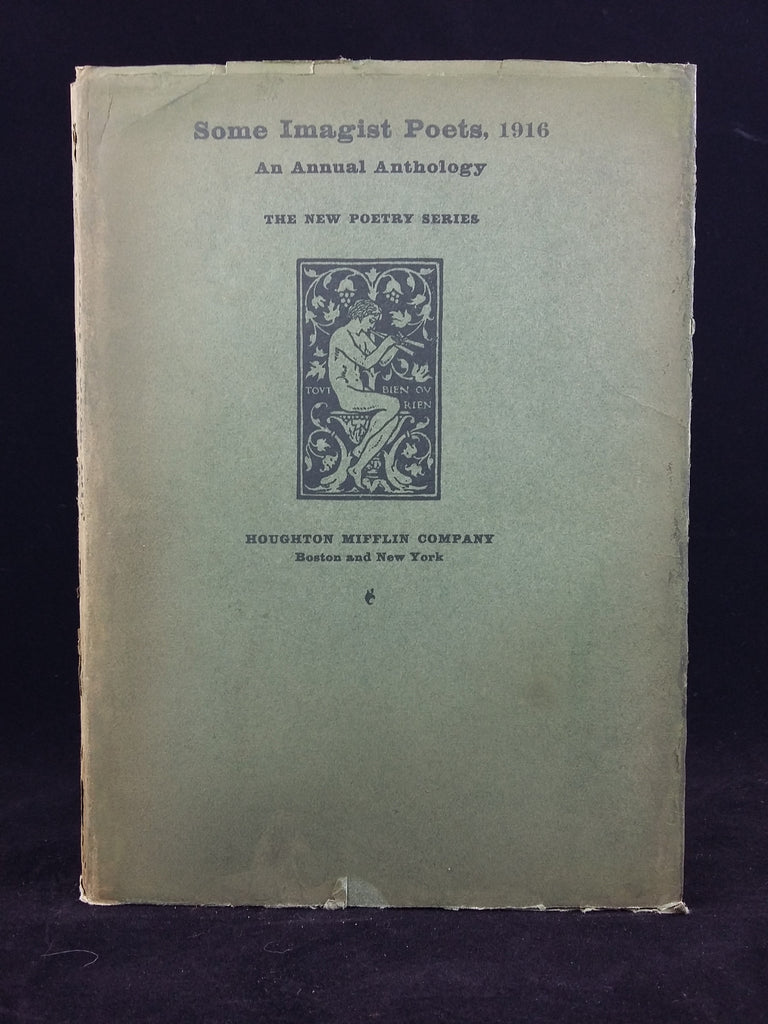 Some Imagist Poets, 1916
An Annual Anthology
THE NEW POETRY SERIES
TOVT BIEN OV
RIEN
HOUGHTON MIFFLIN COMPANY
Boston and New York